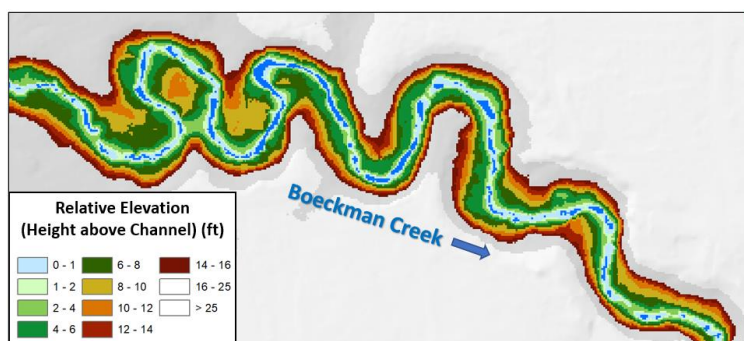 Boeckman Creek
Relative Elevation
(Height above Channel) (ft)
0 - 1
1 - 2
2 - 4
4 - 6
6 - 8
8 - 10
10 - 12
12 - 14
14 - 16
16 - 25
> 25